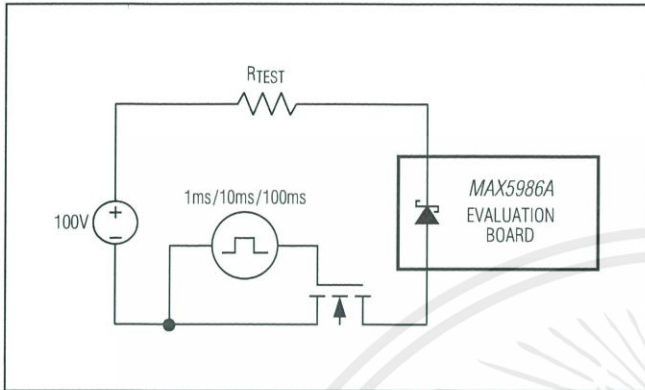 RTEST
100V
+
−
1ms/10ms/100ms
MAX5986A
EVALUATION
BOARD